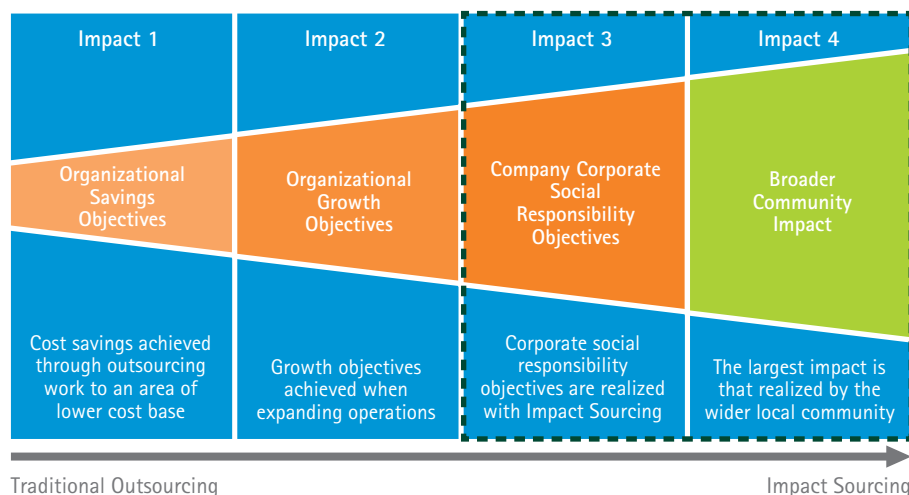 Impact 1
Impact 2
Impact 3
Impact 4
Organizational
Savings
Objectives
Organizational
Growth
Objectives
Company Corporate
Social
Responsibility
Objectives
Broader
Community
Impact
Cost savings achieved
through outsourcing
work to an area of
lower cost base
Growth objectives
achieved when
expanding operations
Corporate social
responsibility
objectives are realized
with Impact Sourcing
The largest impact is
that realized by the
wider local community
Traditional Outsourcing
Impact Sourcing